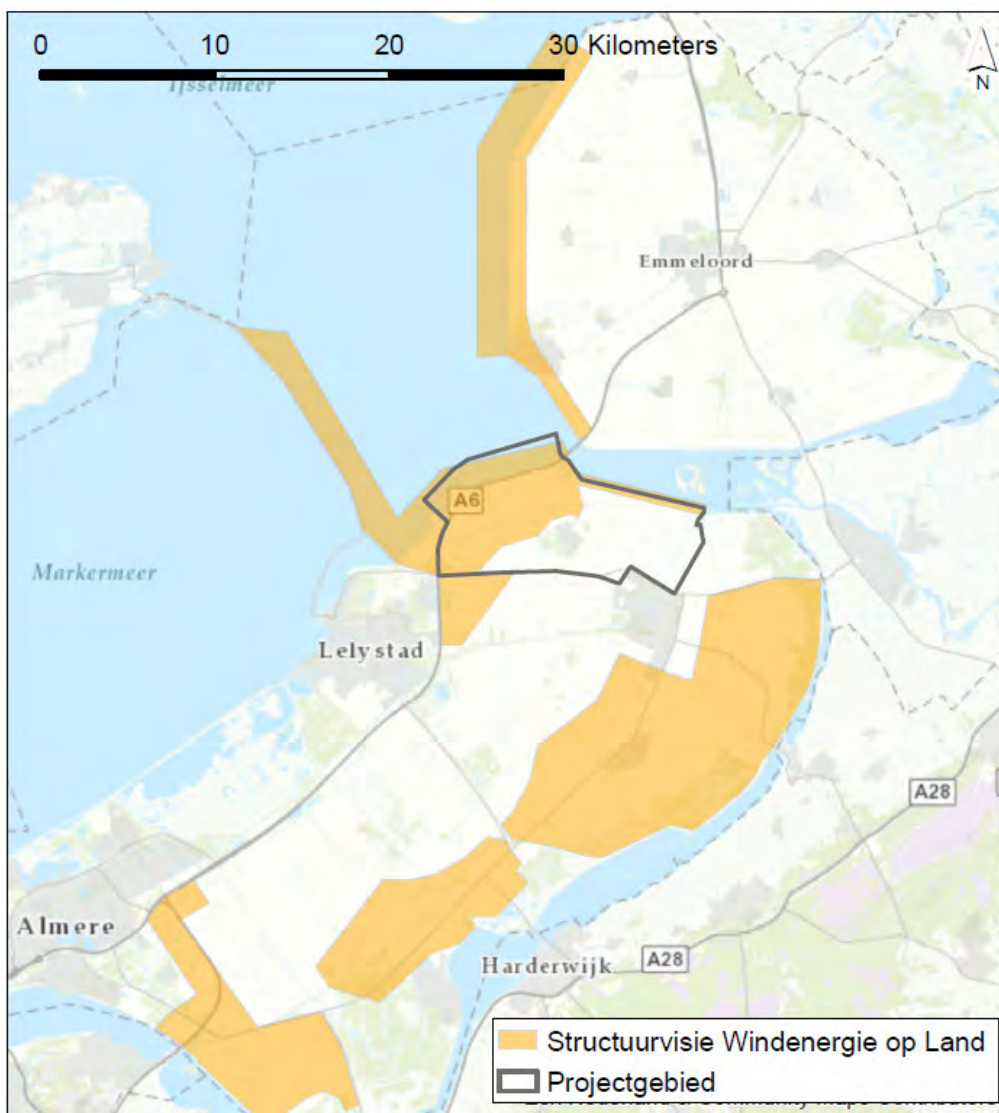 0 10 20 30 Kilometers
N
Ijsselmeer
Emmeloord
A6
Markermeer
Lelystad
A28
Almere
Harderwijk
A28
Structuurvisie Windenergie op Land
Projectgebied